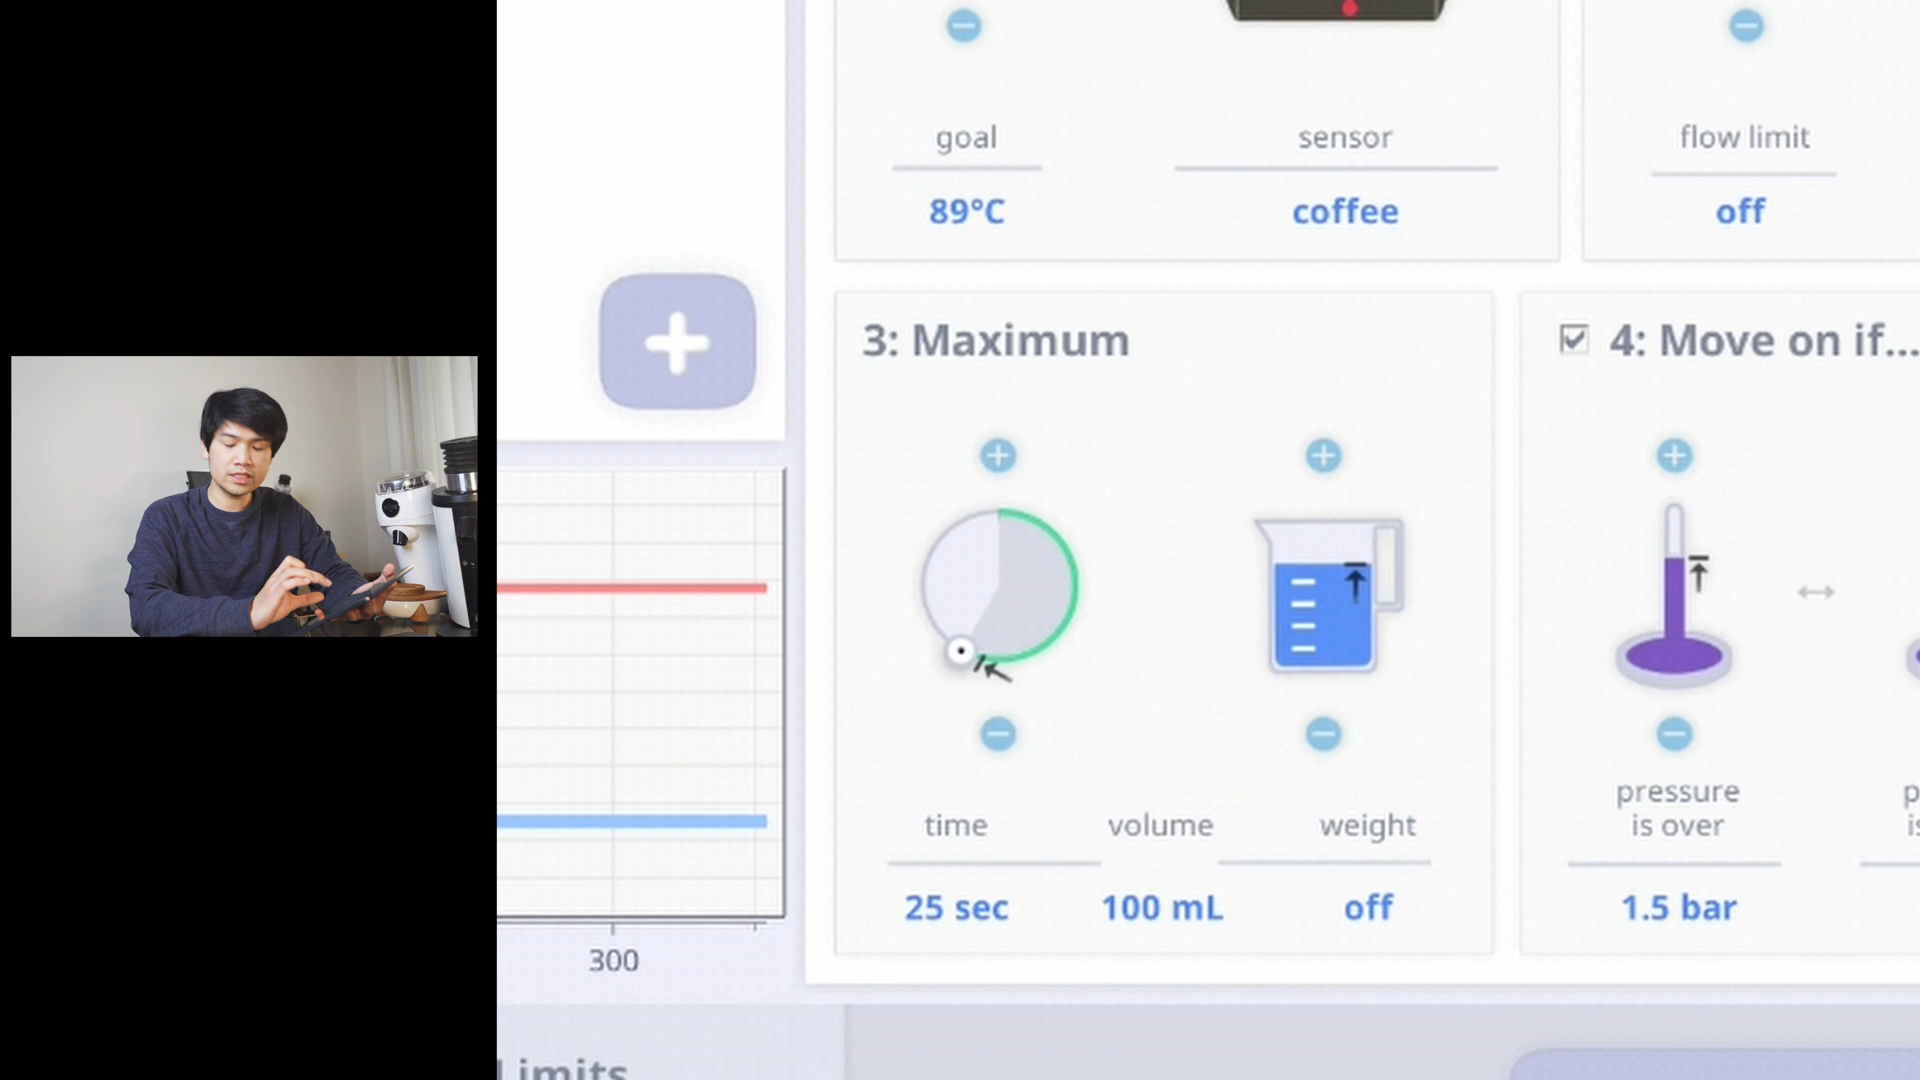 goal
sensor
flow limit
89°C
coffee
off
3: Maximum
4: Move on if...
pressure
is over
time
volume
weight
25 sec
100 mL
off
1.5 bar
300
Limits